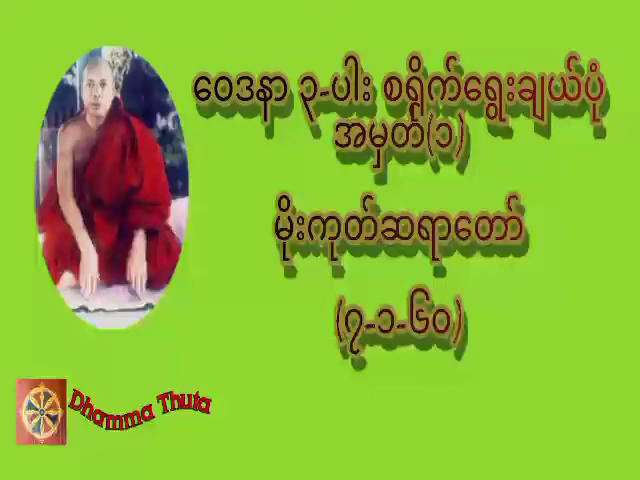 ဝေဒနာ ၃-ပါး စရိုက်ရွေးချယ်ပုံ
အမှတ်(၁)
မိုးကုတ်ဆရာတော်
(၇-၁-၆၀)
Dhamma Thuta